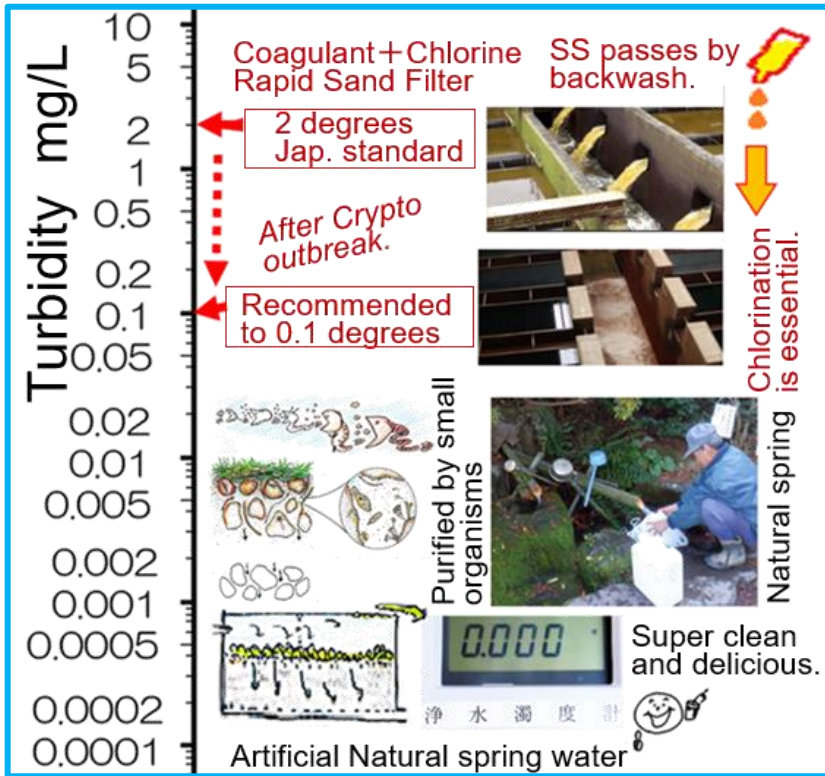 Turbidity mg/L
10
5
2
1
0.5
0.2
0.1
0.05
0.02
0.01
0.005
0.002
0.001
0.0005
0.0002
0.0001
Coagulant+Chlorine
Rapid Sand Filter
SS passes by
backwash.
2 degrees
Jap. standard
After Crypto
outbreak.
Recommended
to 0.1 degrees
Chlorination
is essential.
Purified by small
organisms
Natural spring
0.000
浄水濁度計
Super clean
and delicious.
Artificial Natural spring water